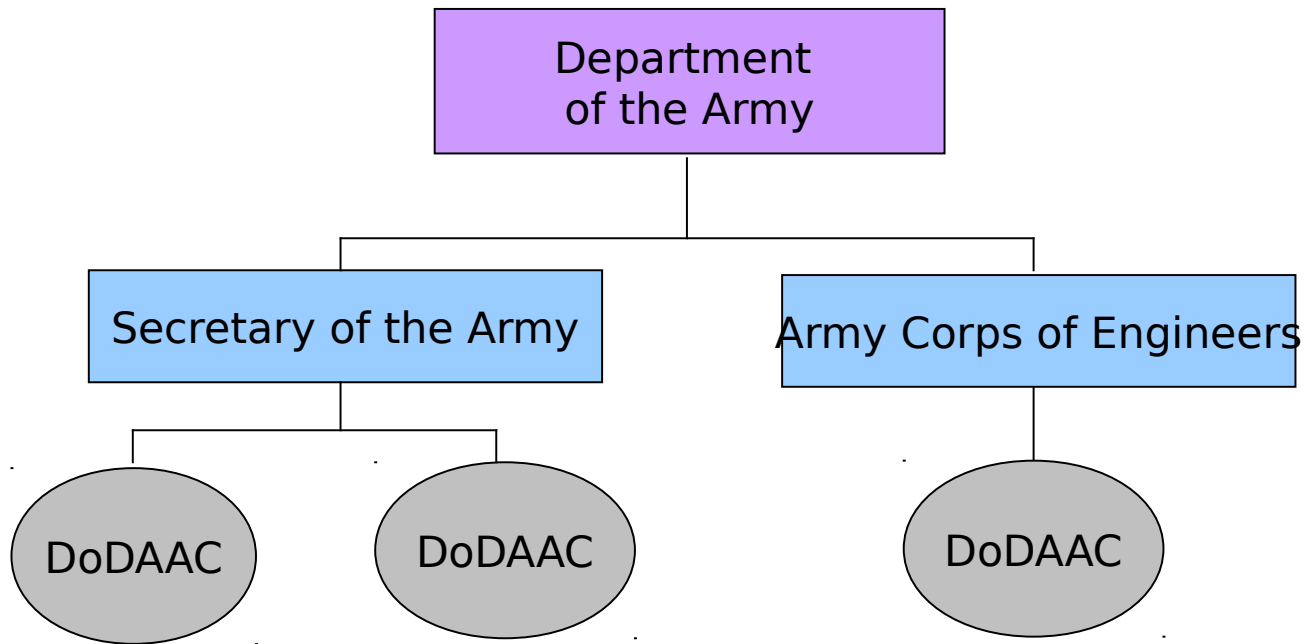 Department
of the Army
Secretary of the Army
Army Corps of Engineers
DoDAAC
DoDAAC
DoDAAC